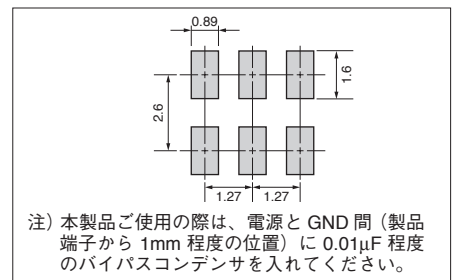 0.89
1.6
2.6
1.27
1.27
注) 本製品ご使用の際は、電源と GND 間（製品
端子から 1mm 程度の位置）に 0.01μF 程度
のバイパスコンデンサを入れてください。